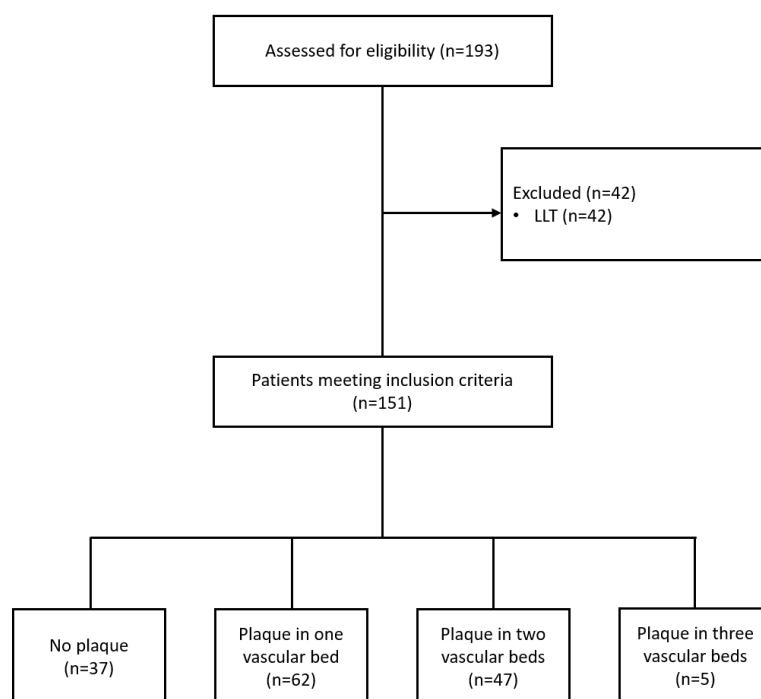 Assessed for eligibility (n=193)
Excluded (n=42)
• LLT (n=42)
Patients meeting inclusion criteria
(n=151)
No plaque
(n=37)
Plaque in one
vascular bed
(n=62)
Plaque in two
vascular beds
(n=47)
Plaque in three
vascular beds
(n=5)